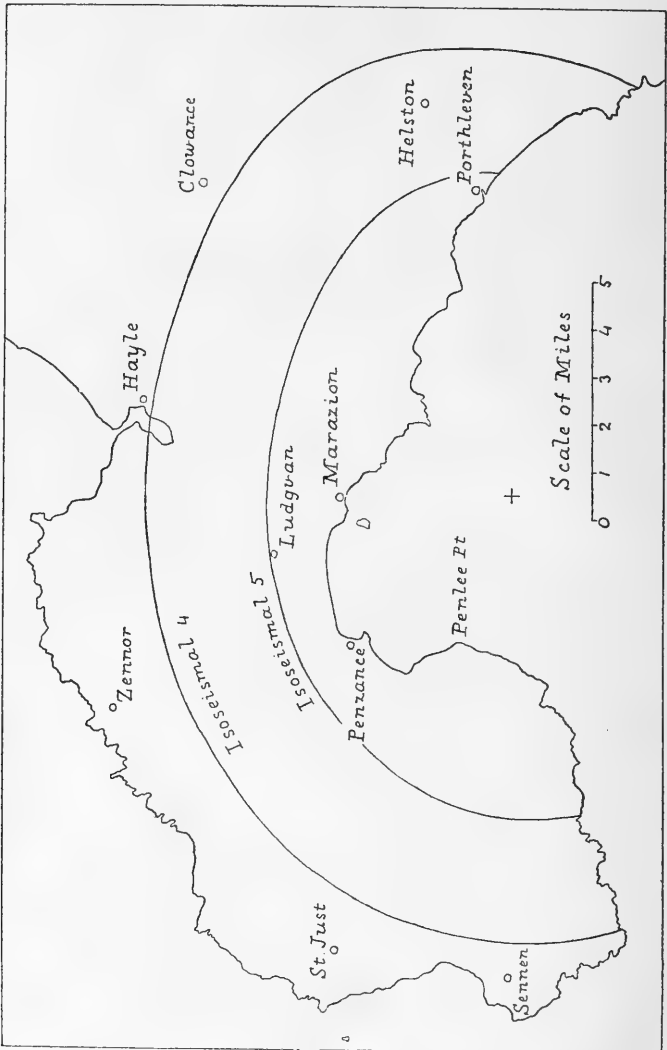 Zennor
Hayle
Clowance
Isoseismal 4
Isoseismal 5
Ludgvan
Marazion
Helston
Porthleven
St. Just
Penzance
Penlee Pt
Sennen
0 1 2 3 4 5
Scale of Miles